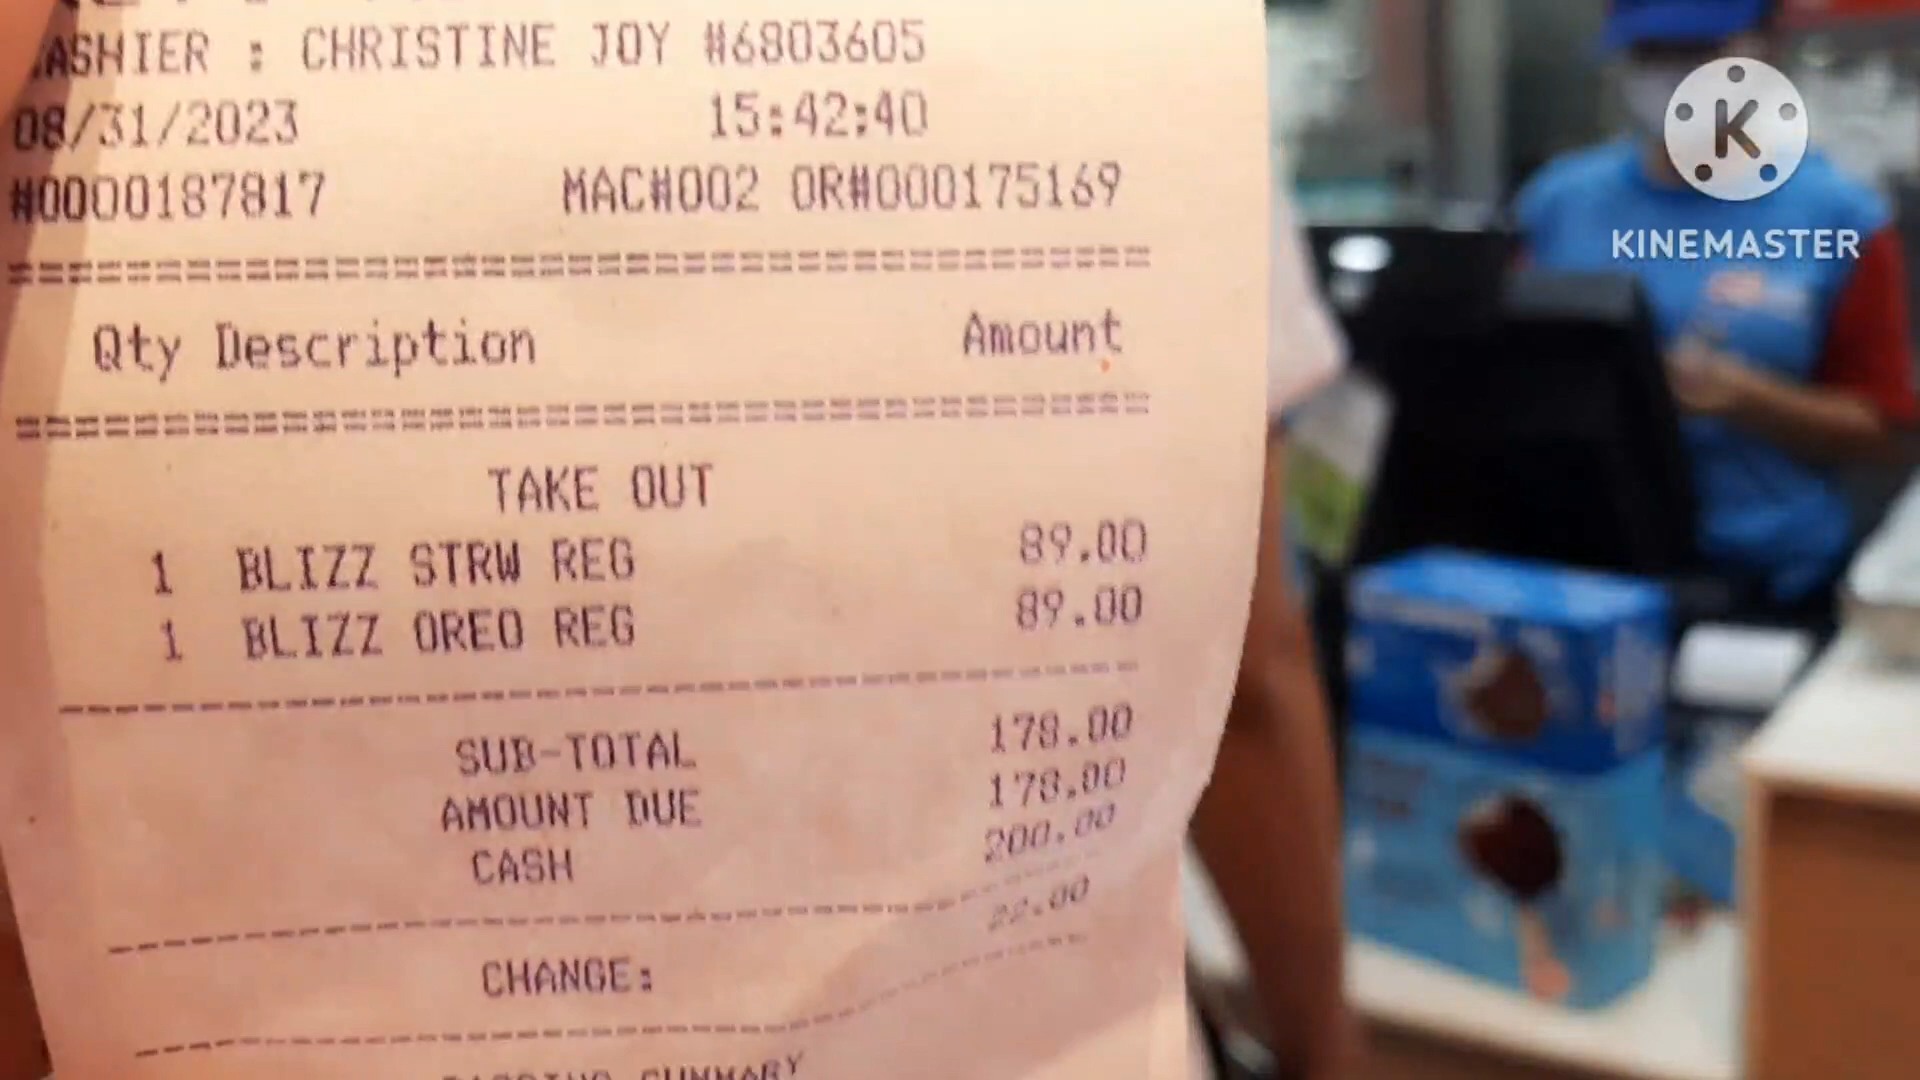 CASHIER : CHRISTINE JOY #6803605
08/31/2023 15:42:40
#0000187817 MAC#002 OR#000175169
Qty Description Amount
TAKE OUT
1 BLIZZ STRW REG 89.00
1 BLIZZ OREO REG 89.00
SUB-TOTAL 178.00
AMOUNT DUE 178.00
CASH 200.00
CHANGE: 22.00
SUMMARY
K
KINEMASTER